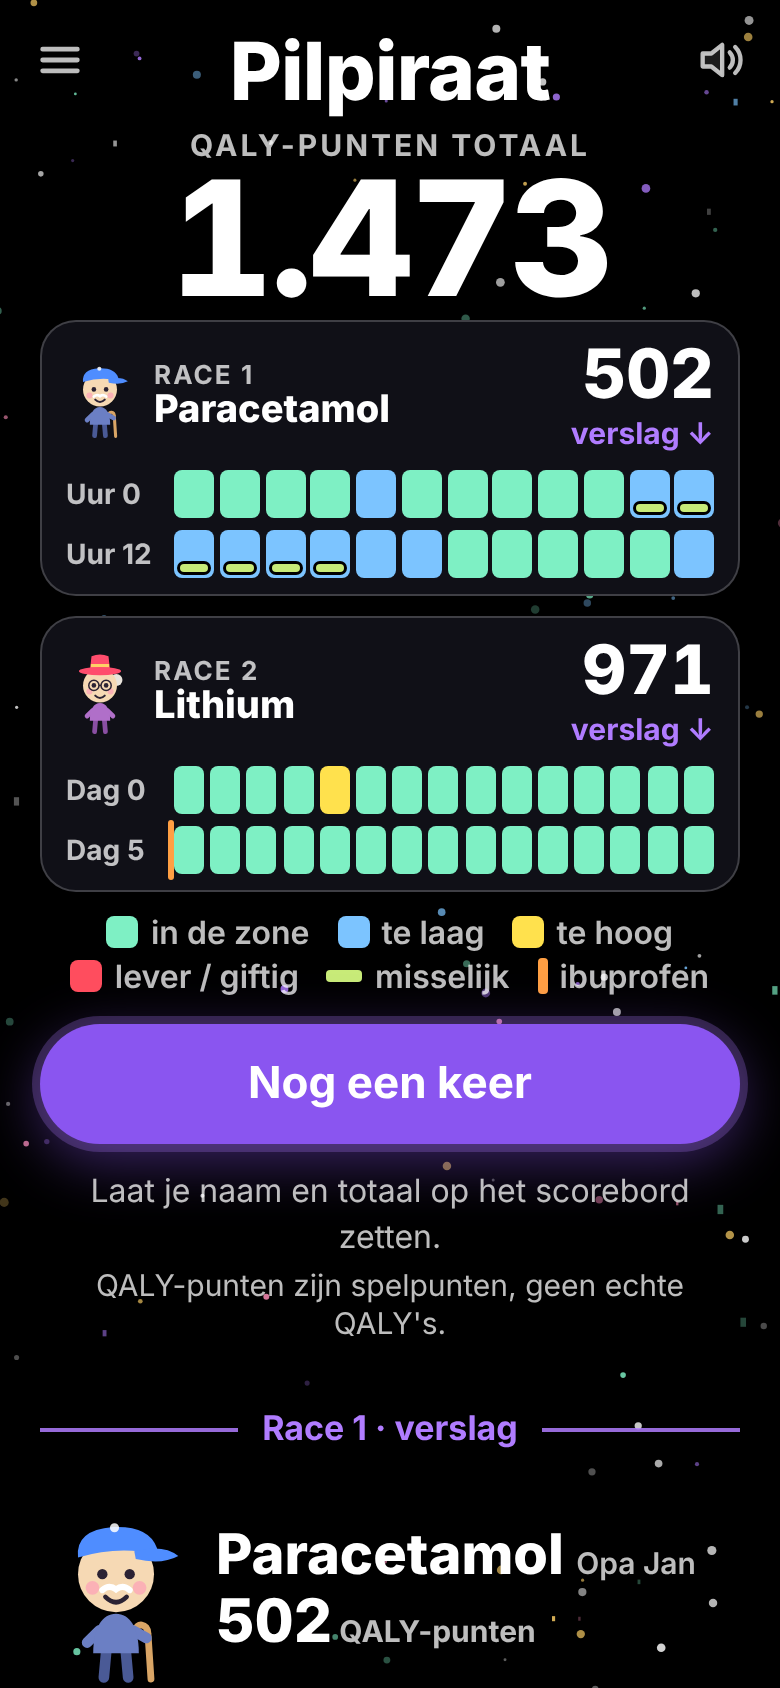 Pilpiraat
QALY-PUNTEN TOTAAL
1.473
RACE 1
Paracetamol
502
verslag ↓
Uur 0
Uur 12
RACE 2
Lithium
971
verslag ↓
Dag 0
Dag 5
in de zone te laag te hoog
lever / giftig misselijk ibuprofen
Nog een keer
Laat je naam en totaal op het scorebord
zetten.
QALY-punten zijn spelpunten, geen echte
QALY's.
Race 1 · verslag
Paracetamol Opa Jan
502 QALY-punten